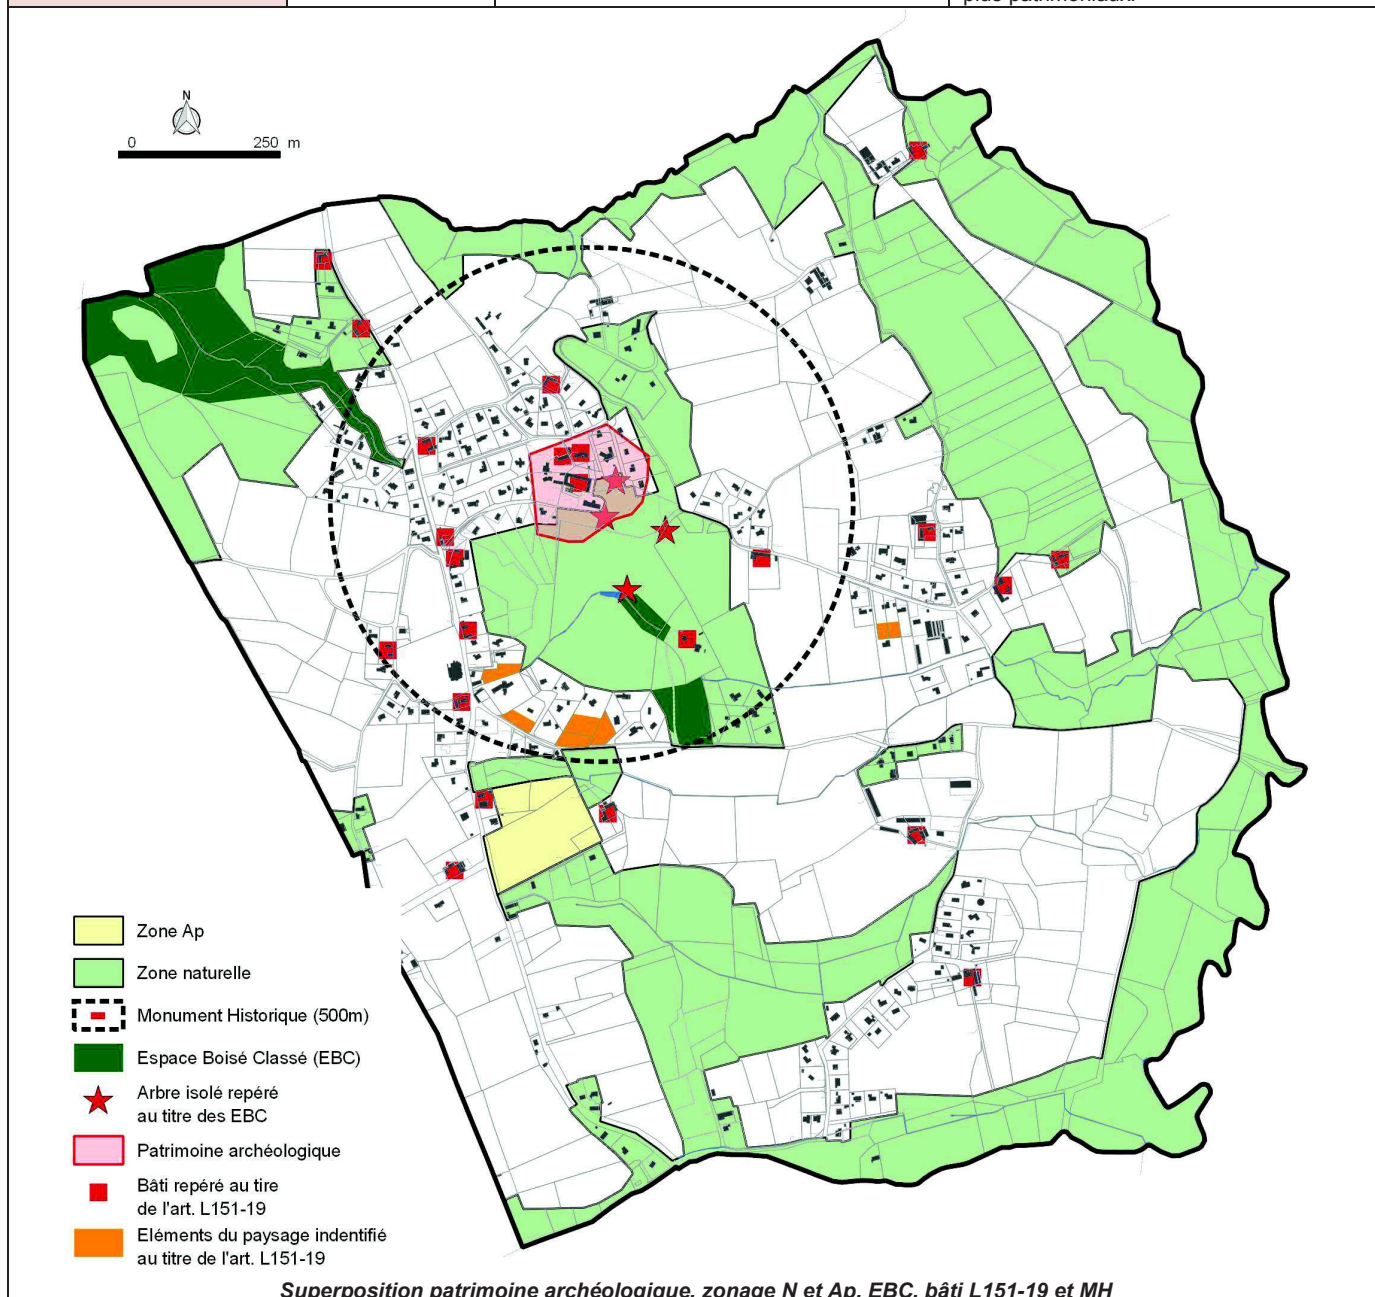 plus patrimoniaux.
N
0 250 m
Zone Ap
Zone naturelle
Monument Historique (500m)
Espace Boisé Classé (EBC)
Arbre isolé repéré
au titre des EBC
Patrimoine archéologique
Bâti repéré au tire
de l'art. L151-19
Eléments du paysage indentifié
au titre de l'art. L151-19
Superposition patrimoine archéologique, zonage N et Ap, EBC, bâti L151-19 et MH